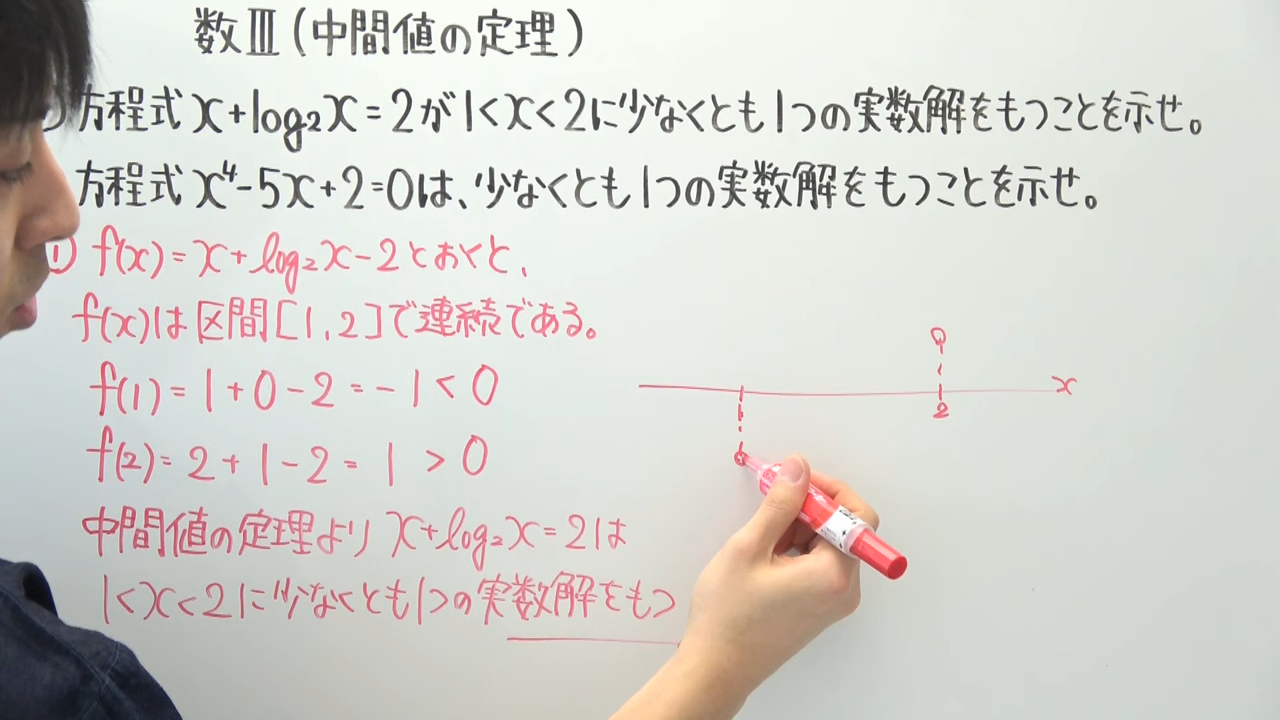 数Ⅲ(中間値の定理)
方程式 x+log₂x=2が1<x<2に少なくとも1つの実数解をもつことを示せ。
方程式 x⁴-5x+2=0は、少なくとも1つの実数解をもつことを示せ。
① f(x)=x+log₂x-2とおくと、
f(x)は区間[1,2]で連続である。
f(1)=1+0-2=-1<0
f(2)=2+1-2=1>0
中間値の定理より x+log₂x=2は
1<x<2に少なくとも1つの実数解をもつ
x
2